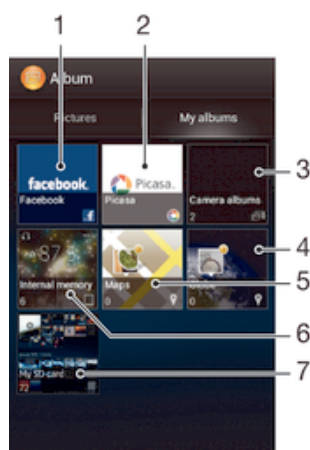 1
2
Album
Pictures
My albums
facebook.
Facebook
Picasa.
Picasa
Camera albums
2
3
Internal memory
6
Maps
0
0
4
5
6
My SD-card
72
7